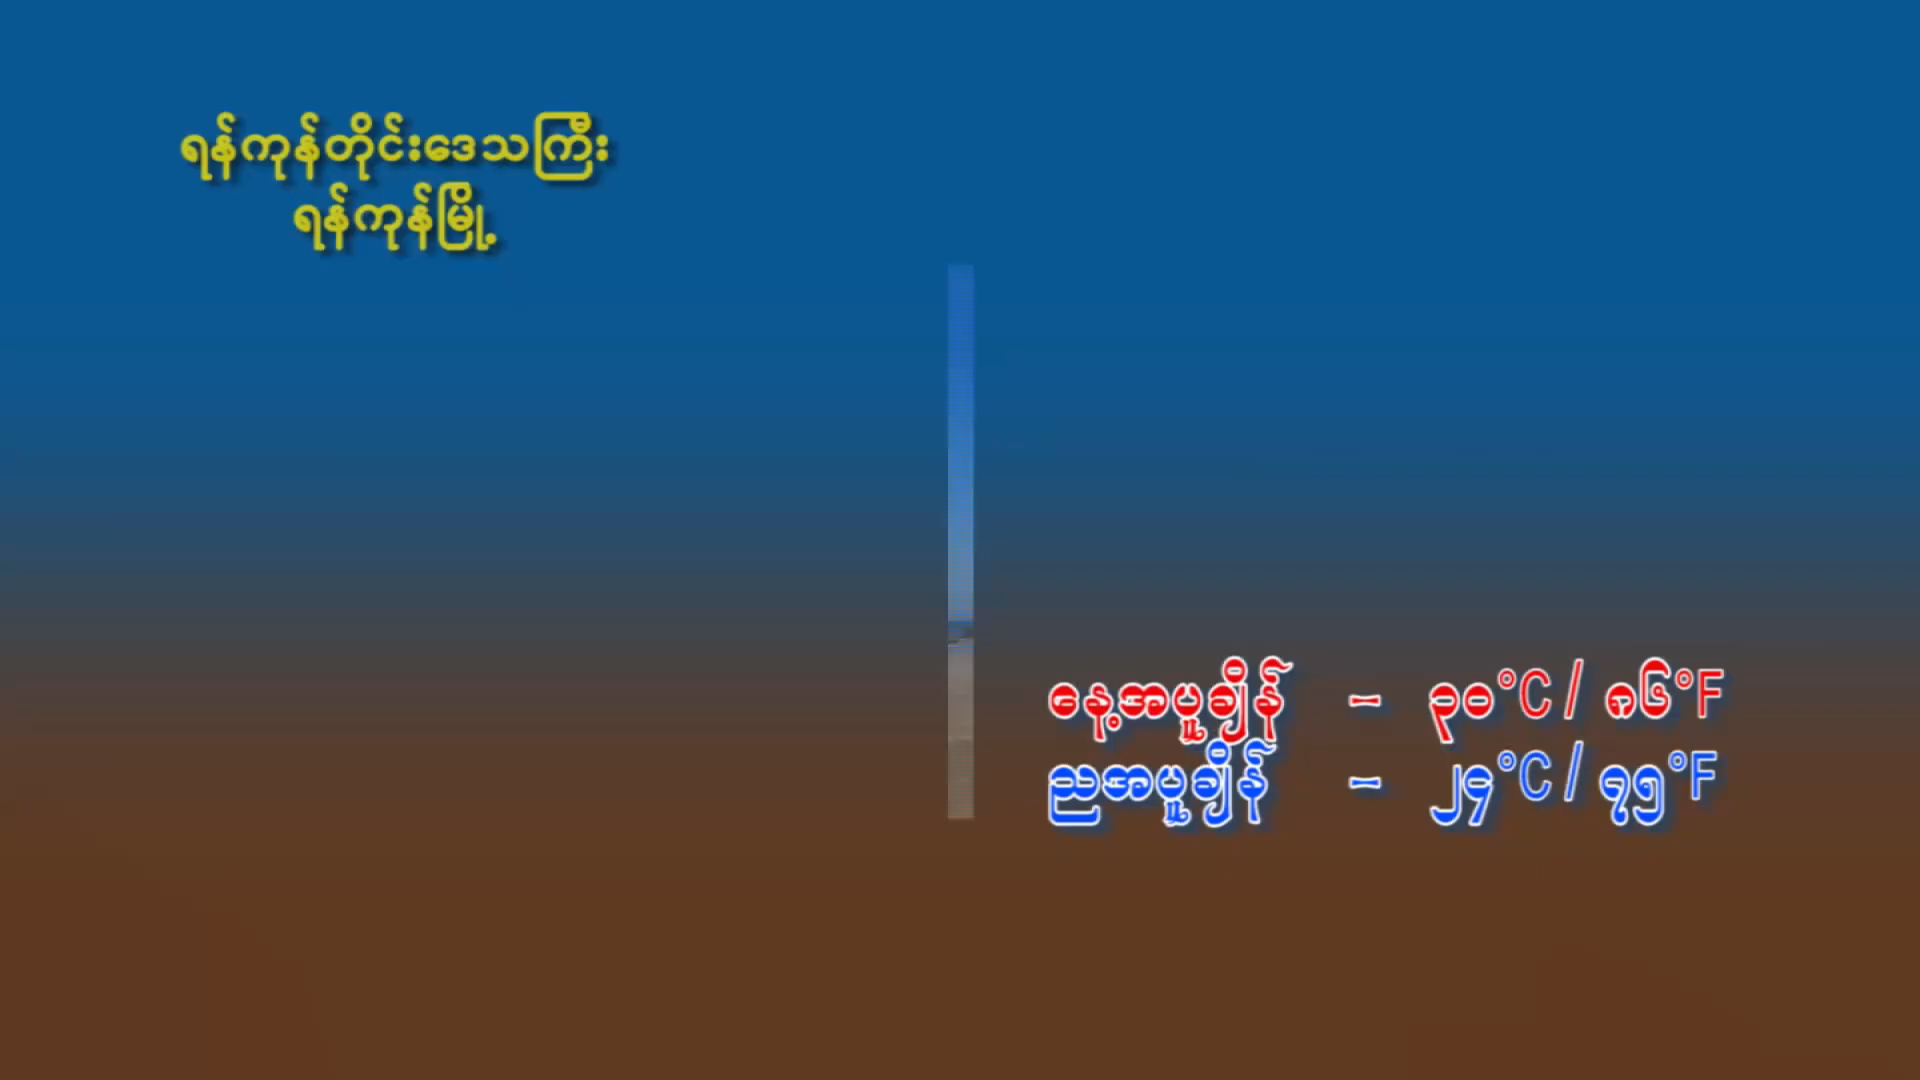 ရန်ကုန်တိုင်းဒေသကြီး
ရန်ကုန်မြို့
နေ့အပူချိန် - ၃၀°C / ၈၆°F
ညအပူချိန် - ၂၄°C / ၇၅°F